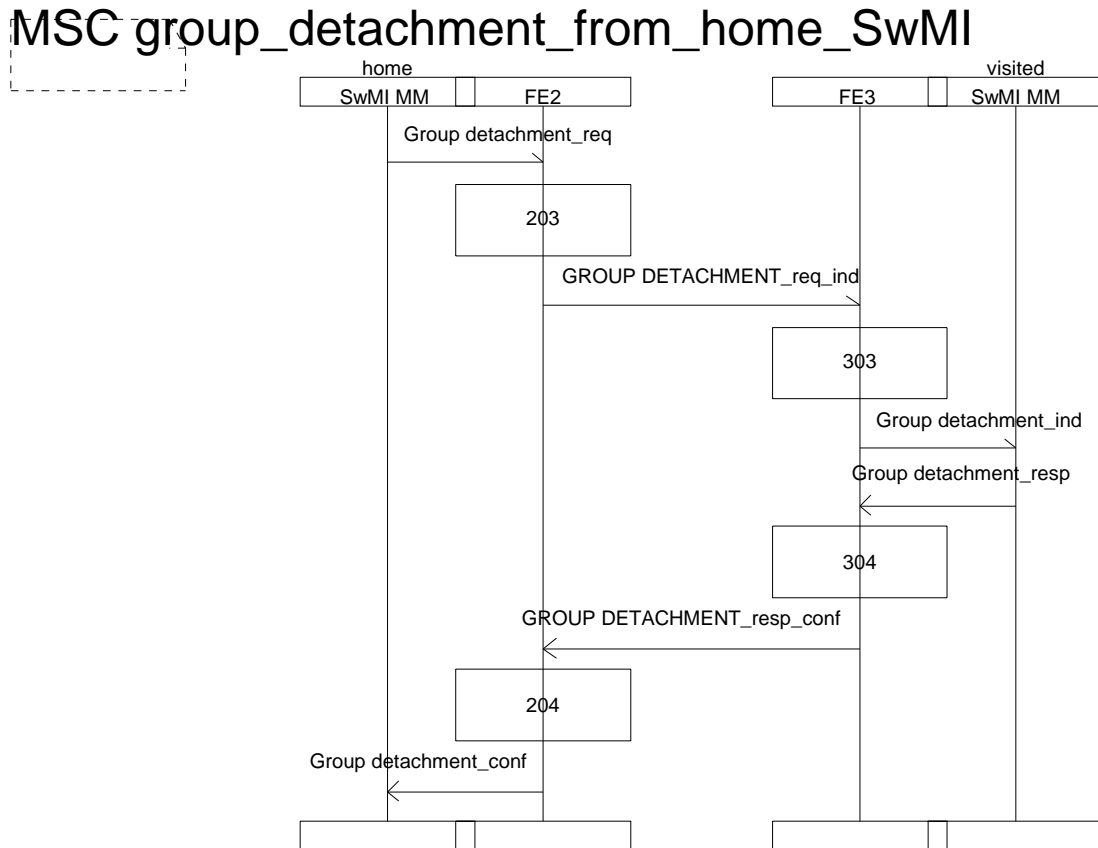 MSC group_detachment_from_home_SwMI
home
visited
SwMI MM
FE2
FE3
SwMI MM
Group detachment_req
203
GROUP DETACHMENT_req_ind
303
Group detachment_ind
Group detachment_resp
304
GROUP DETACHMENT_resp_conf
204
Group detachment_conf